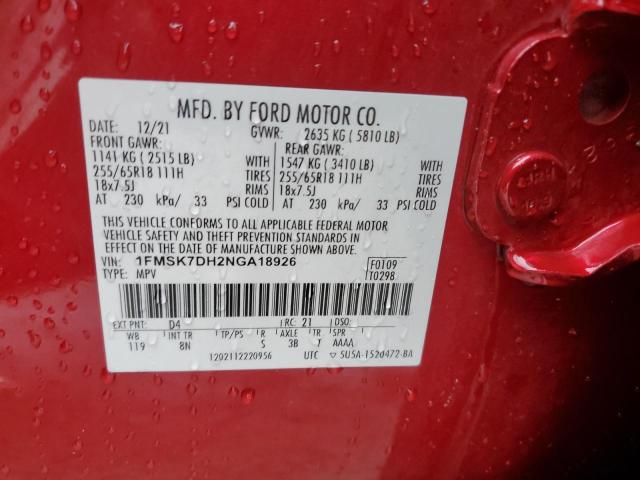 MFD. BY FORD MOTOR CO.
DATE: 12/21 GVWR: 2635 KG ( 5810 LB)
FRONT GAWR: REAR GAWR:
1141 KG ( 2515 LB) 1547 KG ( 3410 LB)
255/65R18 111H TIRES 255/65R18 111H TIRES
18x7.5J RIMS 18x7.5J RIMS
AT 230 kPa/ 33 PSI COLD AT 230 kPa/ 33 PSI COLD
THIS VEHICLE CONFORMS TO ALL APPLICABLE FEDERAL MOTOR
VEHICLE SAFETY AND THEFT PREVENTION STANDARDS IN
EFFECT ON THE DATE OF MANUFACTURE SHOWN ABOVE.
VIN: 1FMSK7DH2NGA18926 F0109
TYPE: MPV T0298
EXT PNT: D4 RC: 21 DSO:
WB INT TR TP/PS R AXLE TR SPR
119 8N S 3B T AAAA
1202112220956 UTC ▽ 5U5A-1520472-BA